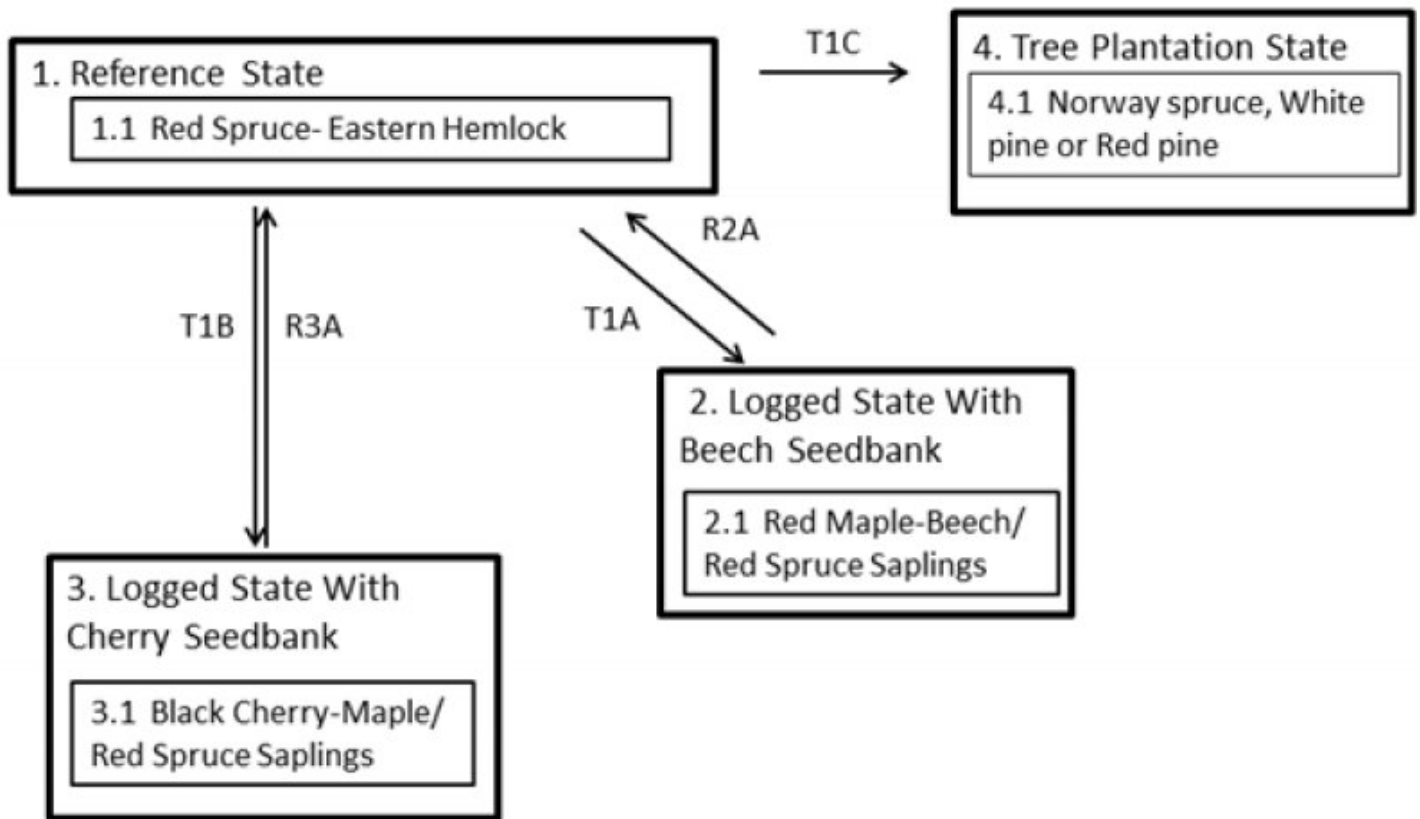 1. Reference State
1.1 Red Spruce- Eastern Hemlock
T1C
4. Tree Plantation State
4.1 Norway spruce, White
pine or Red pine
R2A
T1A
T1B
R3A
2. Logged State With
Beech Seedbank
2.1 Red Maple-Beech/
Red Spruce Saplings
3. Logged State With
Cherry Seedbank
3.1 Black Cherry-Maple/
Red Spruce Saplings